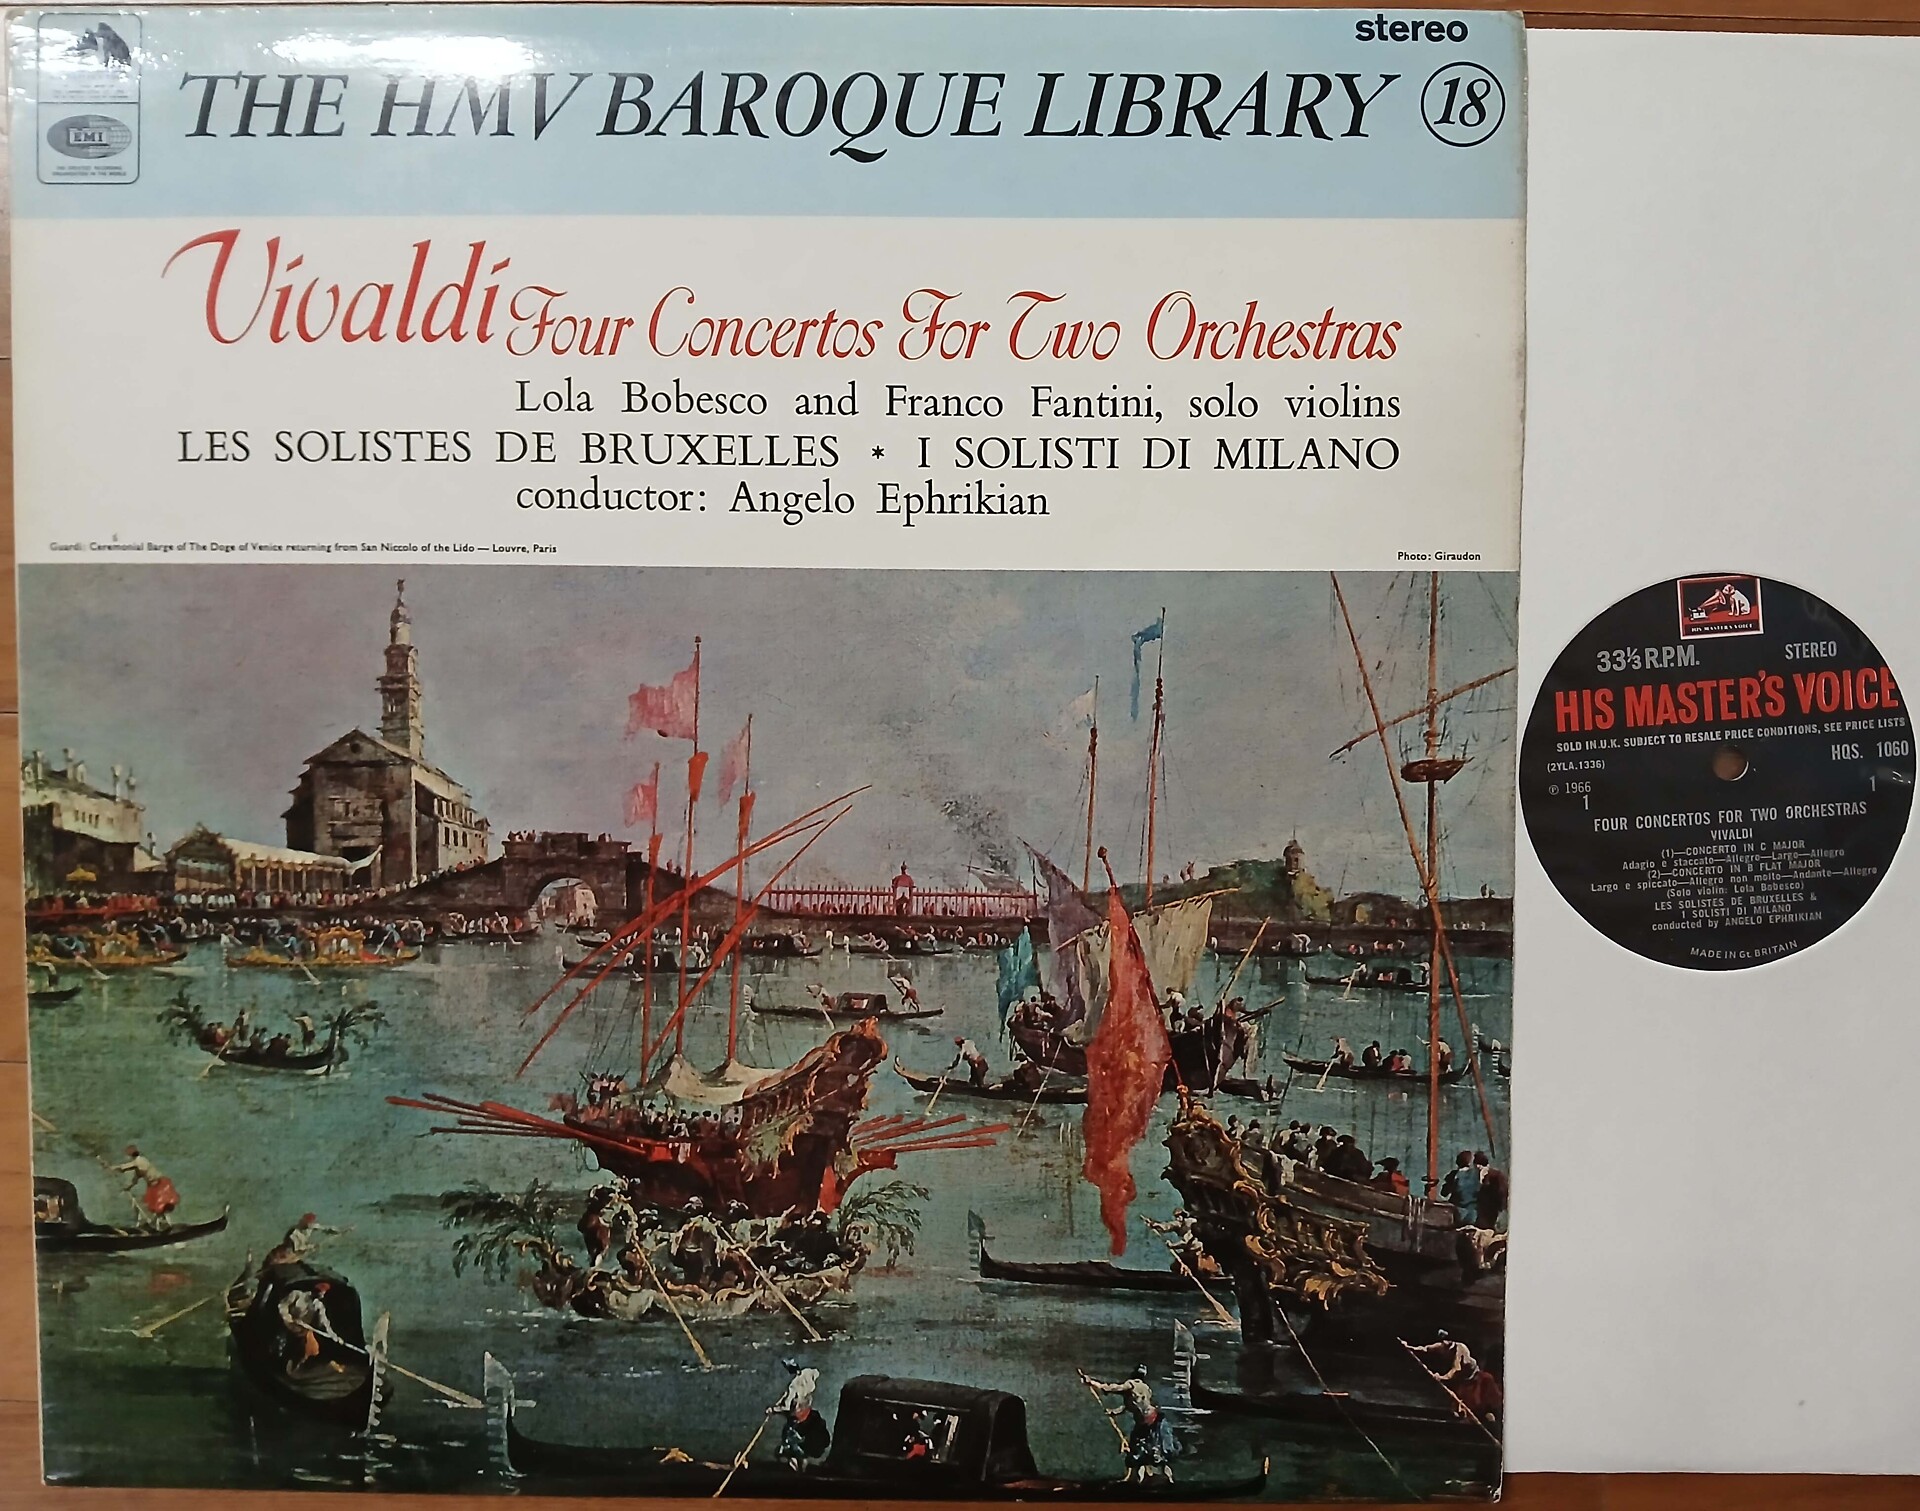 stereo
THE HMV BAROQUE LIBRARY 18
EMI
Vivaldi Four Concertos For Two Orchestras
Lola Bobesco and Franco Fantini, solo violins
LES SOLISTES DE BRUXELLES * I SOLISTI DI MILANO
conductor: Angelo Ephrikian
Guardi: Ceremonial Barge of The Doge of Venice returning from San Niccolo of the Lido — Louvre, Paris
Photo: Giraudon
HIS MASTER'S VOICE
33⅓ R.P.M. STEREO
HIS MASTER'S VOICE
SOLD IN U.K. SUBJECT TO RESALE PRICE CONDITIONS, SEE PRICE LISTS
(2YLA.1336) HQS. 1060
℗ 1966
1 1
FOUR CONCERTOS FOR TWO ORCHESTRAS
VIVALDI
(1)—CONCERTO IN C MAJOR
Adagio e staccato—Allegro—Largo—Allegro
(2)—CONCERTO IN B FLAT MAJOR
Largo e spiccato—Allegro non molto—Andante—Allegro
(Solo violin: Lola Bobesco)
LES SOLISTES DE BRUXELLES &
I SOLISTI DI MILANO
conducted by ANGELO EPHRIKIAN
MADE IN Gt. BRITAIN